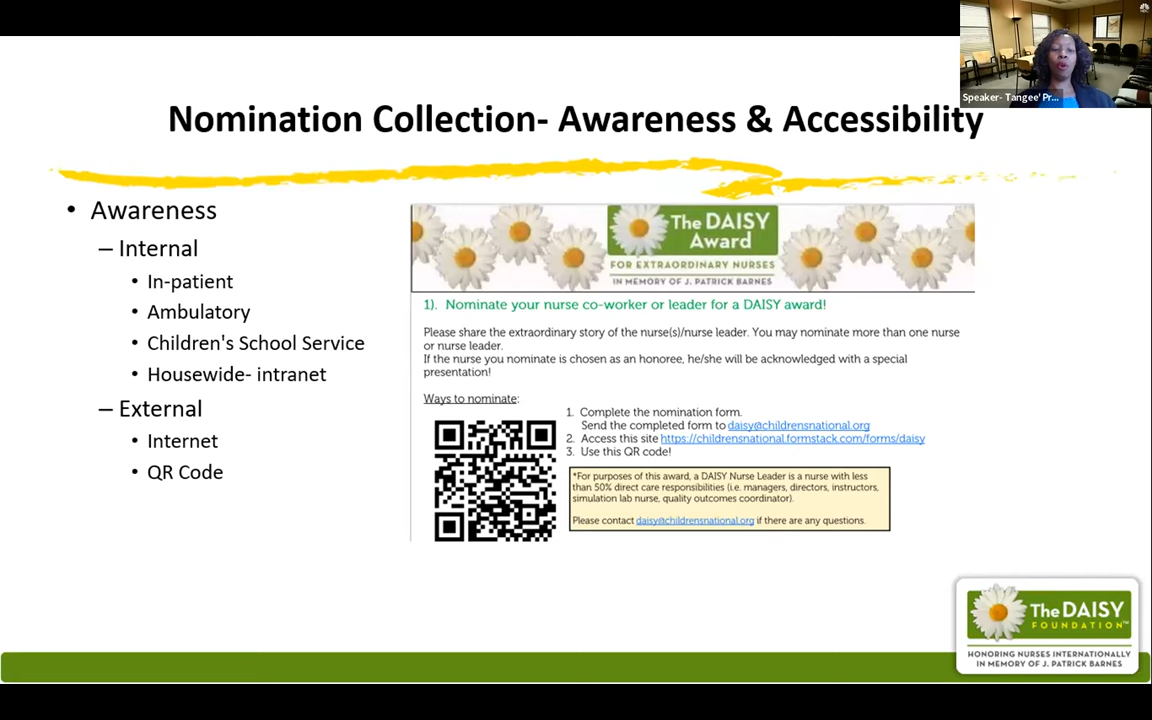 Speaker- Tangee' Pr...
Nomination Collection- Awareness & Accessibility
• Awareness
– Internal
• In-patient
• Ambulatory
• Children's School Service
• Housewide- intranet
– External
• Internet
• QR Code
The DAISY
Award
FOR EXTRAORDINARY NURSES
IN MEMORY OF J. PATRICK BARNES
1). Nominate your nurse co-worker or leader for a DAISY award!
Please share the extraordinary story of the nurse(s)/nurse leader. You may nominate more than one nurse
or nurse leader.
If the nurse you nominate is chosen as an honoree, he/she will be acknowledged with a special
presentation!
Ways to nominate:
1. Complete the nomination form.
Send the completed form to daisy@childrensnational.org
2. Access this site https://childrensnational.formstack.com/forms/daisy
3. Use this QR code!
*For purposes of this award, a DAISY Nurse Leader is a nurse with less
than 50% direct care responsibilities (i.e. managers, directors, instructors,
simulation lab nurse, quality outcomes coordinator).
Please contact daisy@childrensnational.org if there are any questions.
The DAISY
FOUNDATION™
HONORING NURSES INTERNATIONALLY
IN MEMORY OF J. PATRICK BARNES